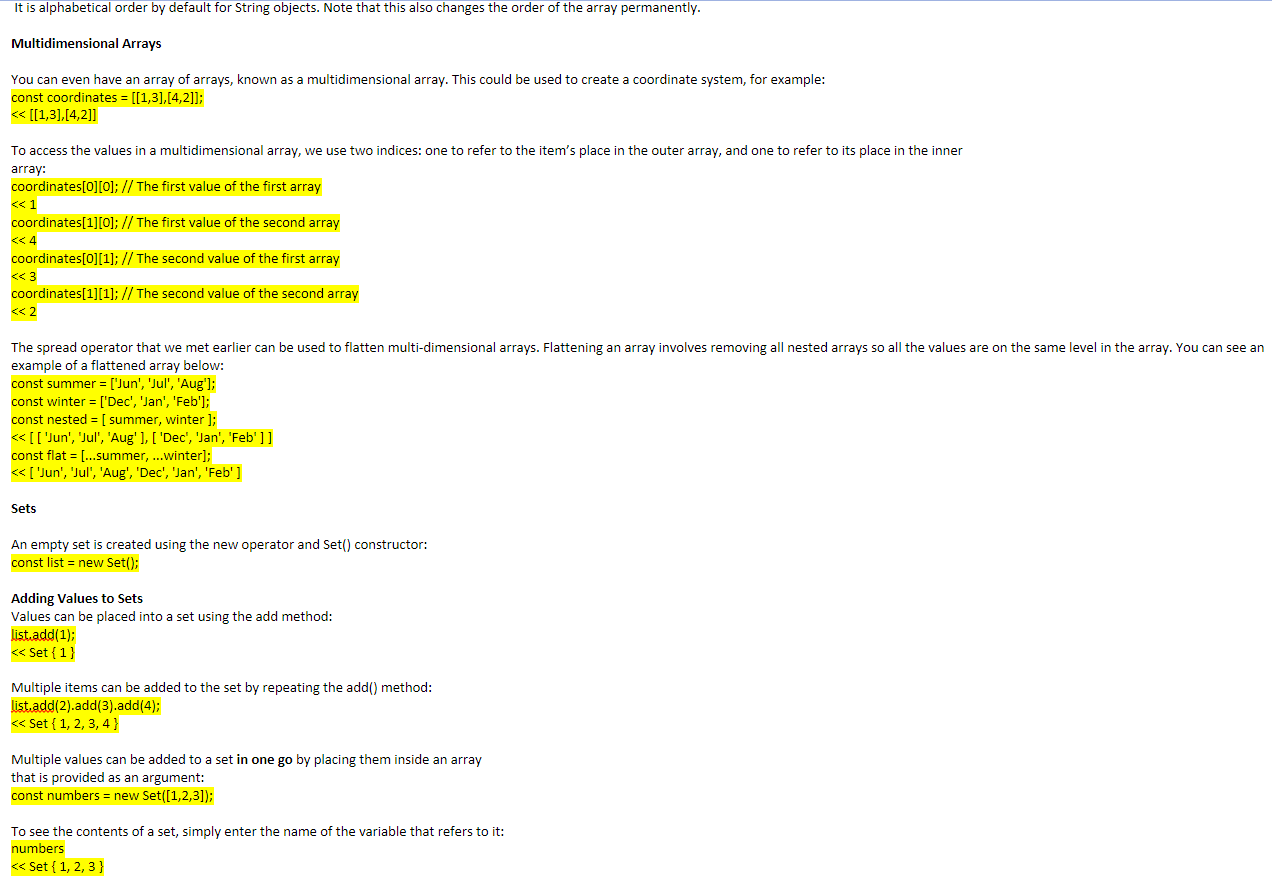 It is alphabetical order by default for String objects. Note that this also changes the order of the array permanently.
Multidimensional Arrays
You can even have an array of arrays, known as a multidimensional array. This could be used to create a coordinate system, for example:
const coordinates = [[1,3],[4,2]];
<< [[1,3],[4,2]]
To access the values in a multidimensional array, we use two indices: one to refer to the item’s place in the outer array, and one to refer to its place in the inner
array:
coordinates[0][0]; // The first value of the first array
<< 1
coordinates[1][0]; // The first value of the second array
<< 4
coordinates[0][1]; // The second value of the first array
<< 3
coordinates[1][1]; // The second value of the second array
<< 2
The spread operator that we met earlier can be used to flatten multi-dimensional arrays. Flattening an array involves removing all nested arrays so all the values are on the same level in the array. You can see an
example of a flattened array below:
const summer = ['Jun', 'Jul', 'Aug'];
const winter = ['Dec', 'Jan', 'Feb'];
const nested = [ summer, winter ];
<< [ [ 'Jun', 'Jul', 'Aug' ], [ 'Dec', 'Jan', 'Feb' ] ]
const flat = [...summer, ...winter];
<< [ 'Jun', 'Jul', 'Aug', 'Dec', 'Jan', 'Feb' ]
Sets
An empty set is created using the new operator and Set() constructor:
const list = new Set();
Adding Values to Sets
Values can be placed into a set using the add method:
list.add(1);
<< Set { 1 }
Multiple items can be added to the set by repeating the add() method:
list.add(2).add(3).add(4);
<< Set { 1, 2, 3, 4 }
Multiple values can be added to a set in one go by placing them inside an array
that is provided as an argument:
const numbers = new Set([1,2,3]);
To see the contents of a set, simply enter the name of the variable that refers to it:
numbers
<< Set { 1, 2, 3 }